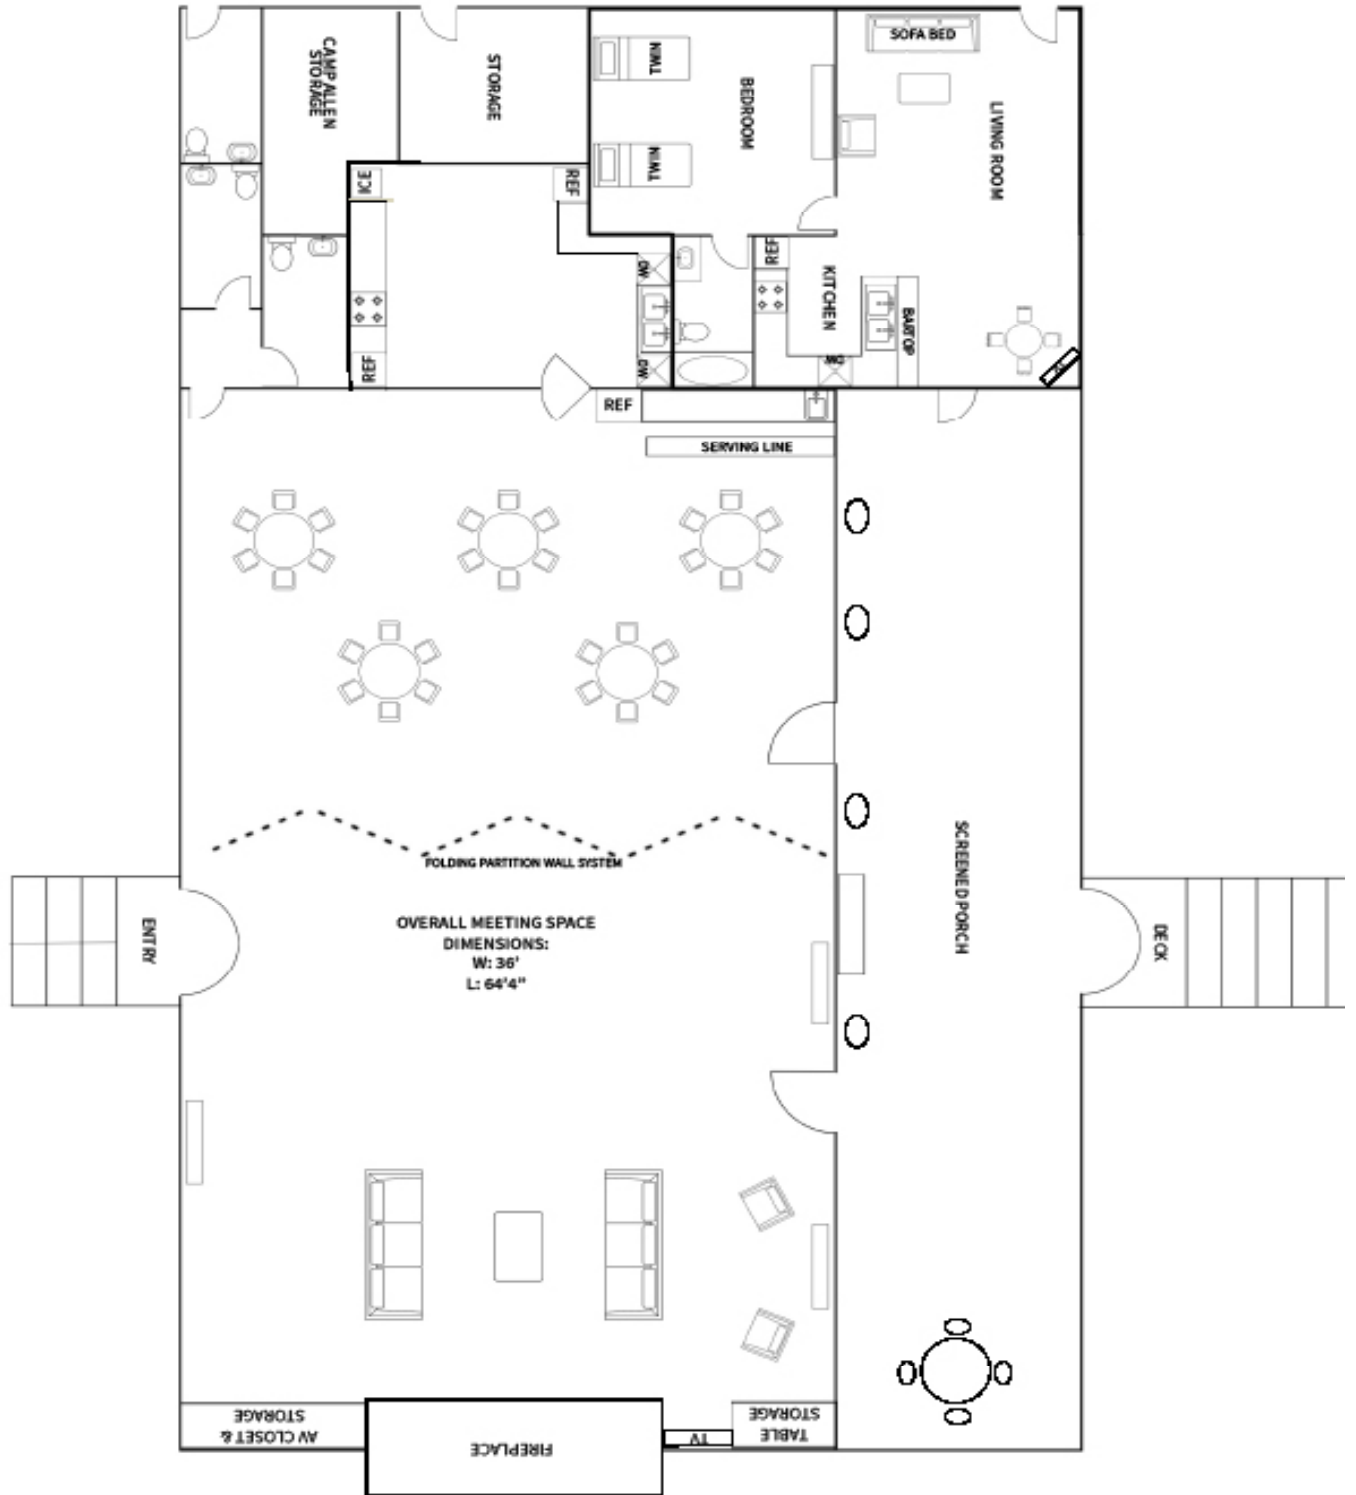 SOFA BED
CAMP ALLEN
STORAGE
STORAGE
TWIN
BEDROOM
LIVING ROOM
TWIN
ICE
REF
REF
KITCHEN
DW
BARTOP
REF
DW
DW
TV
REF
SERVING LINE
FOLDING PARTITION WALL SYSTEM
SCREENED PORCH
ENTRY
OVERALL MEETING SPACE
DIMENSIONS:
W: 36'
L: 64'4"
DECK
AV CLOSET &
STORAGE
FIREPLACE
TV
TABLE
STORAGE